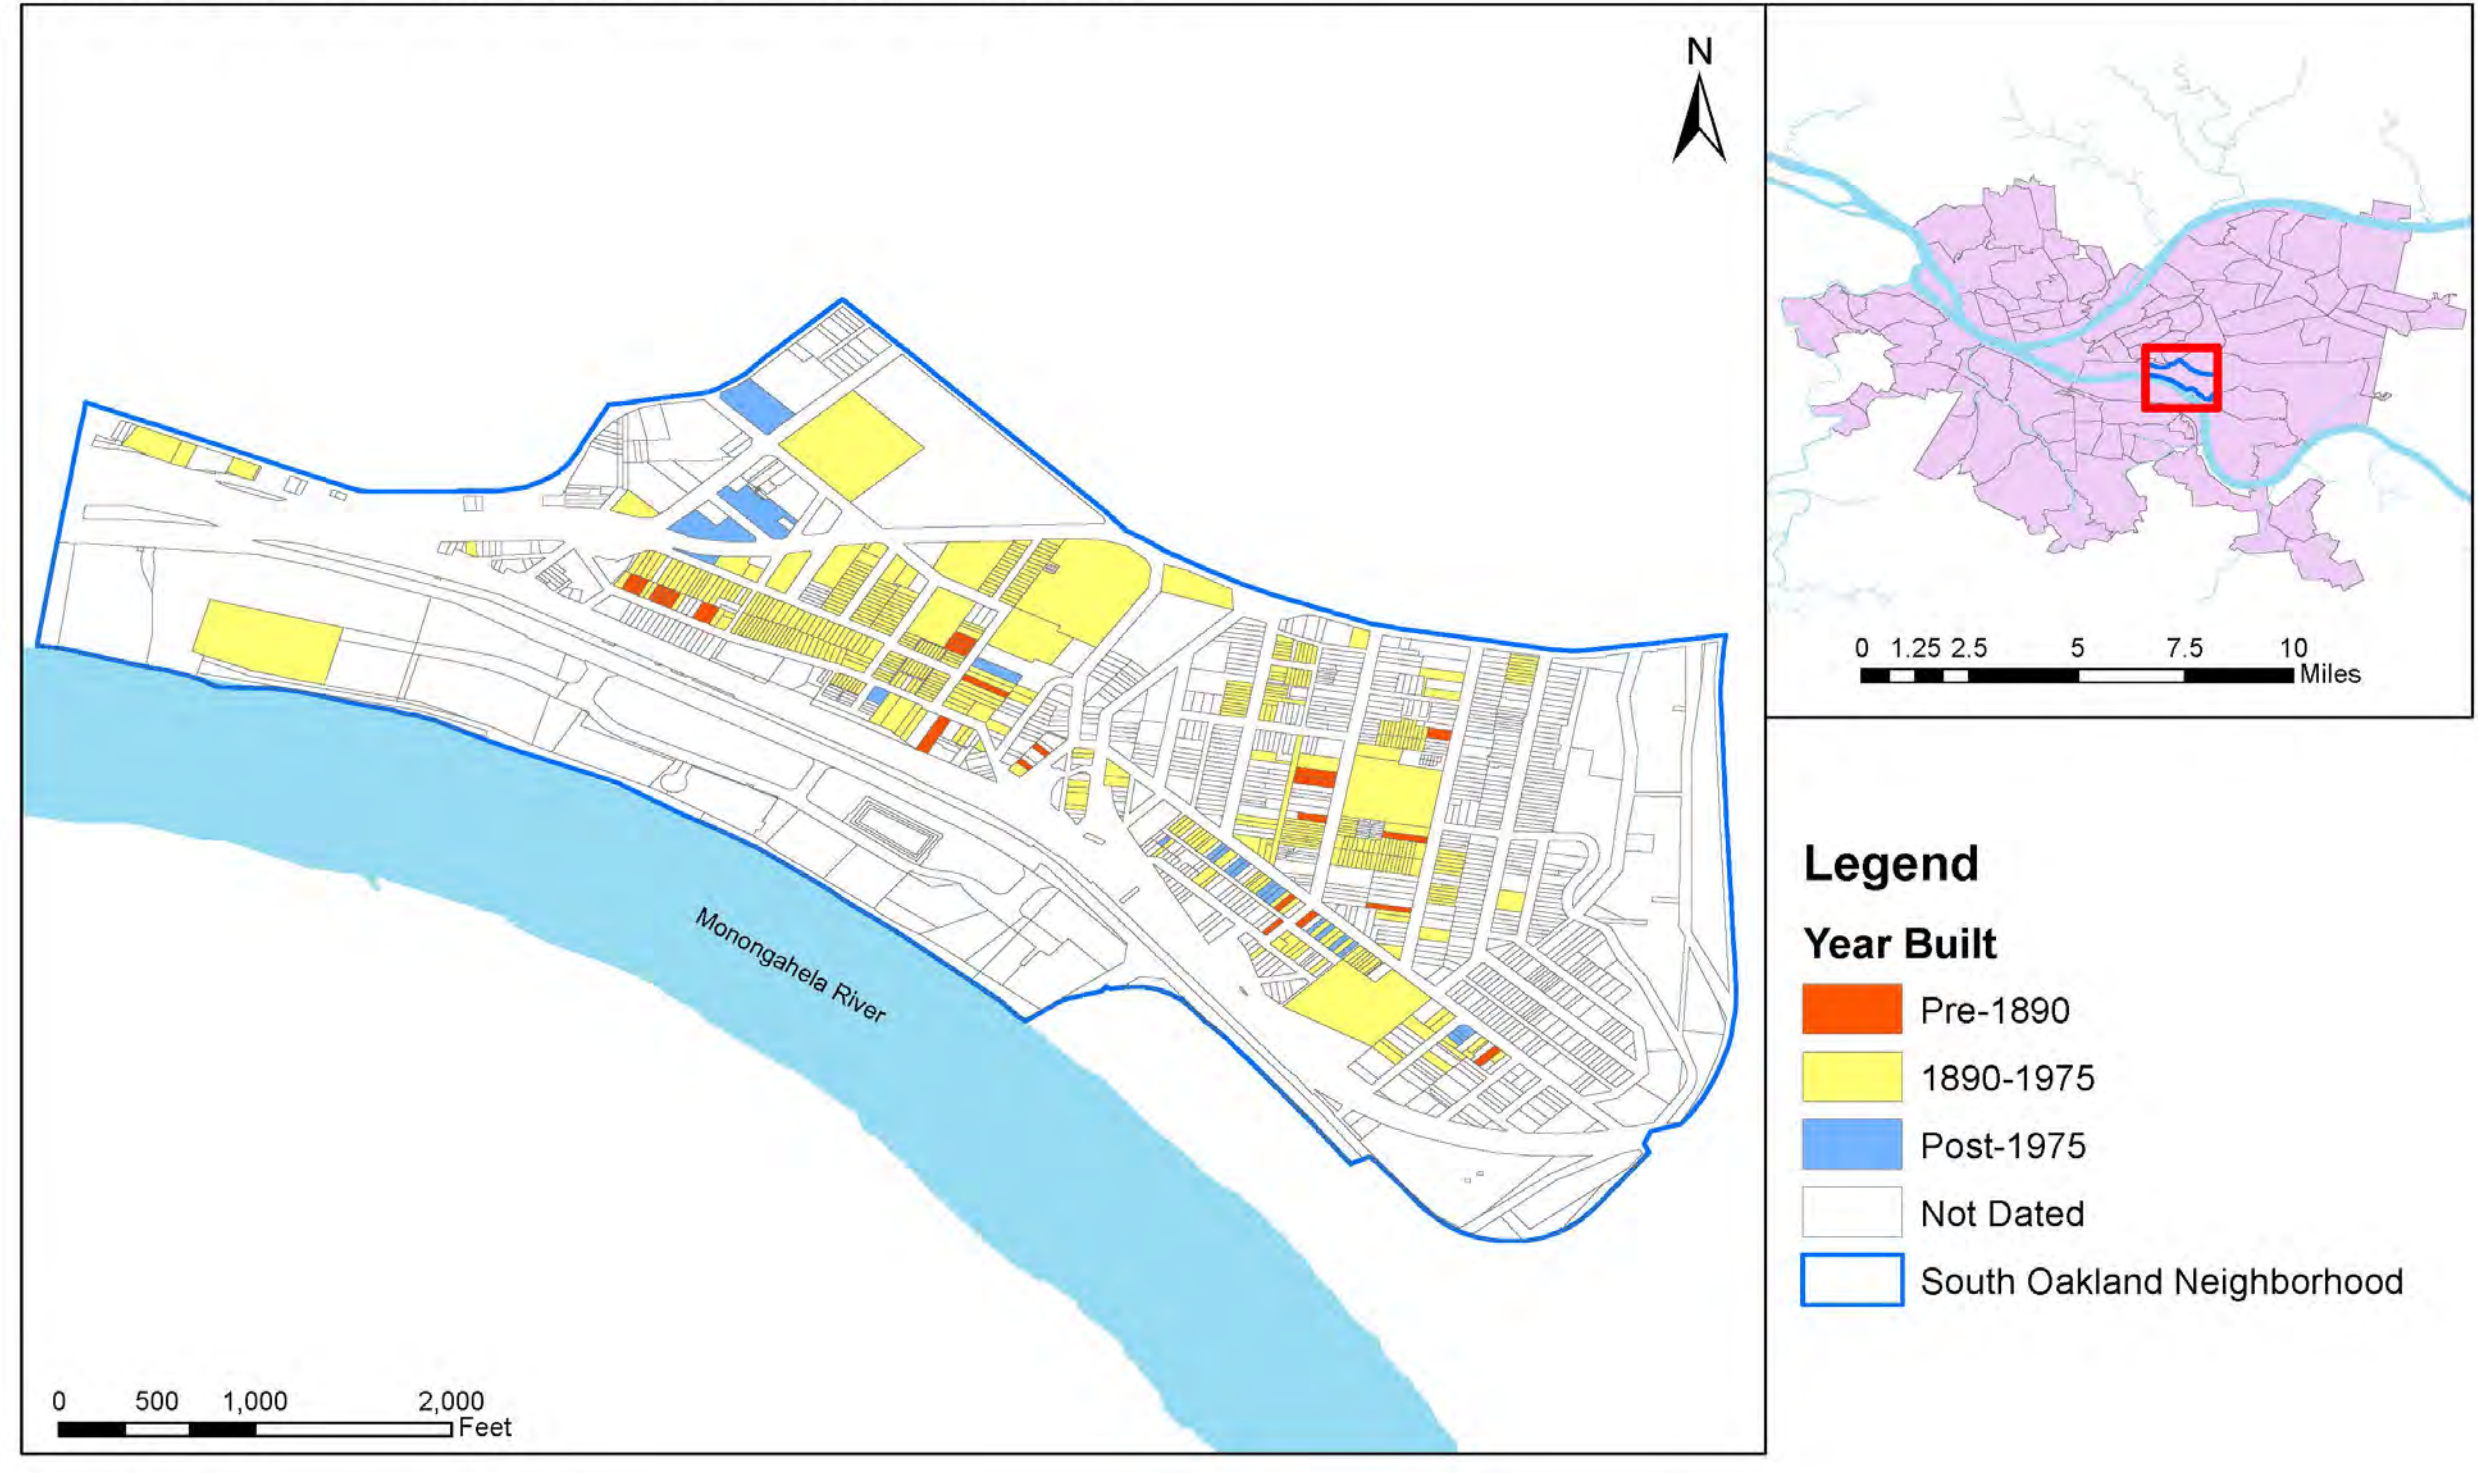 N
Monongahela River
0 500 1,000 2,000
Feet
0 1.25 2.5 5 7.5 10
Miles
Legend
Year Built
Pre-1890
1890-1975
Post-1975
Not Dated
South Oakland Neighborhood